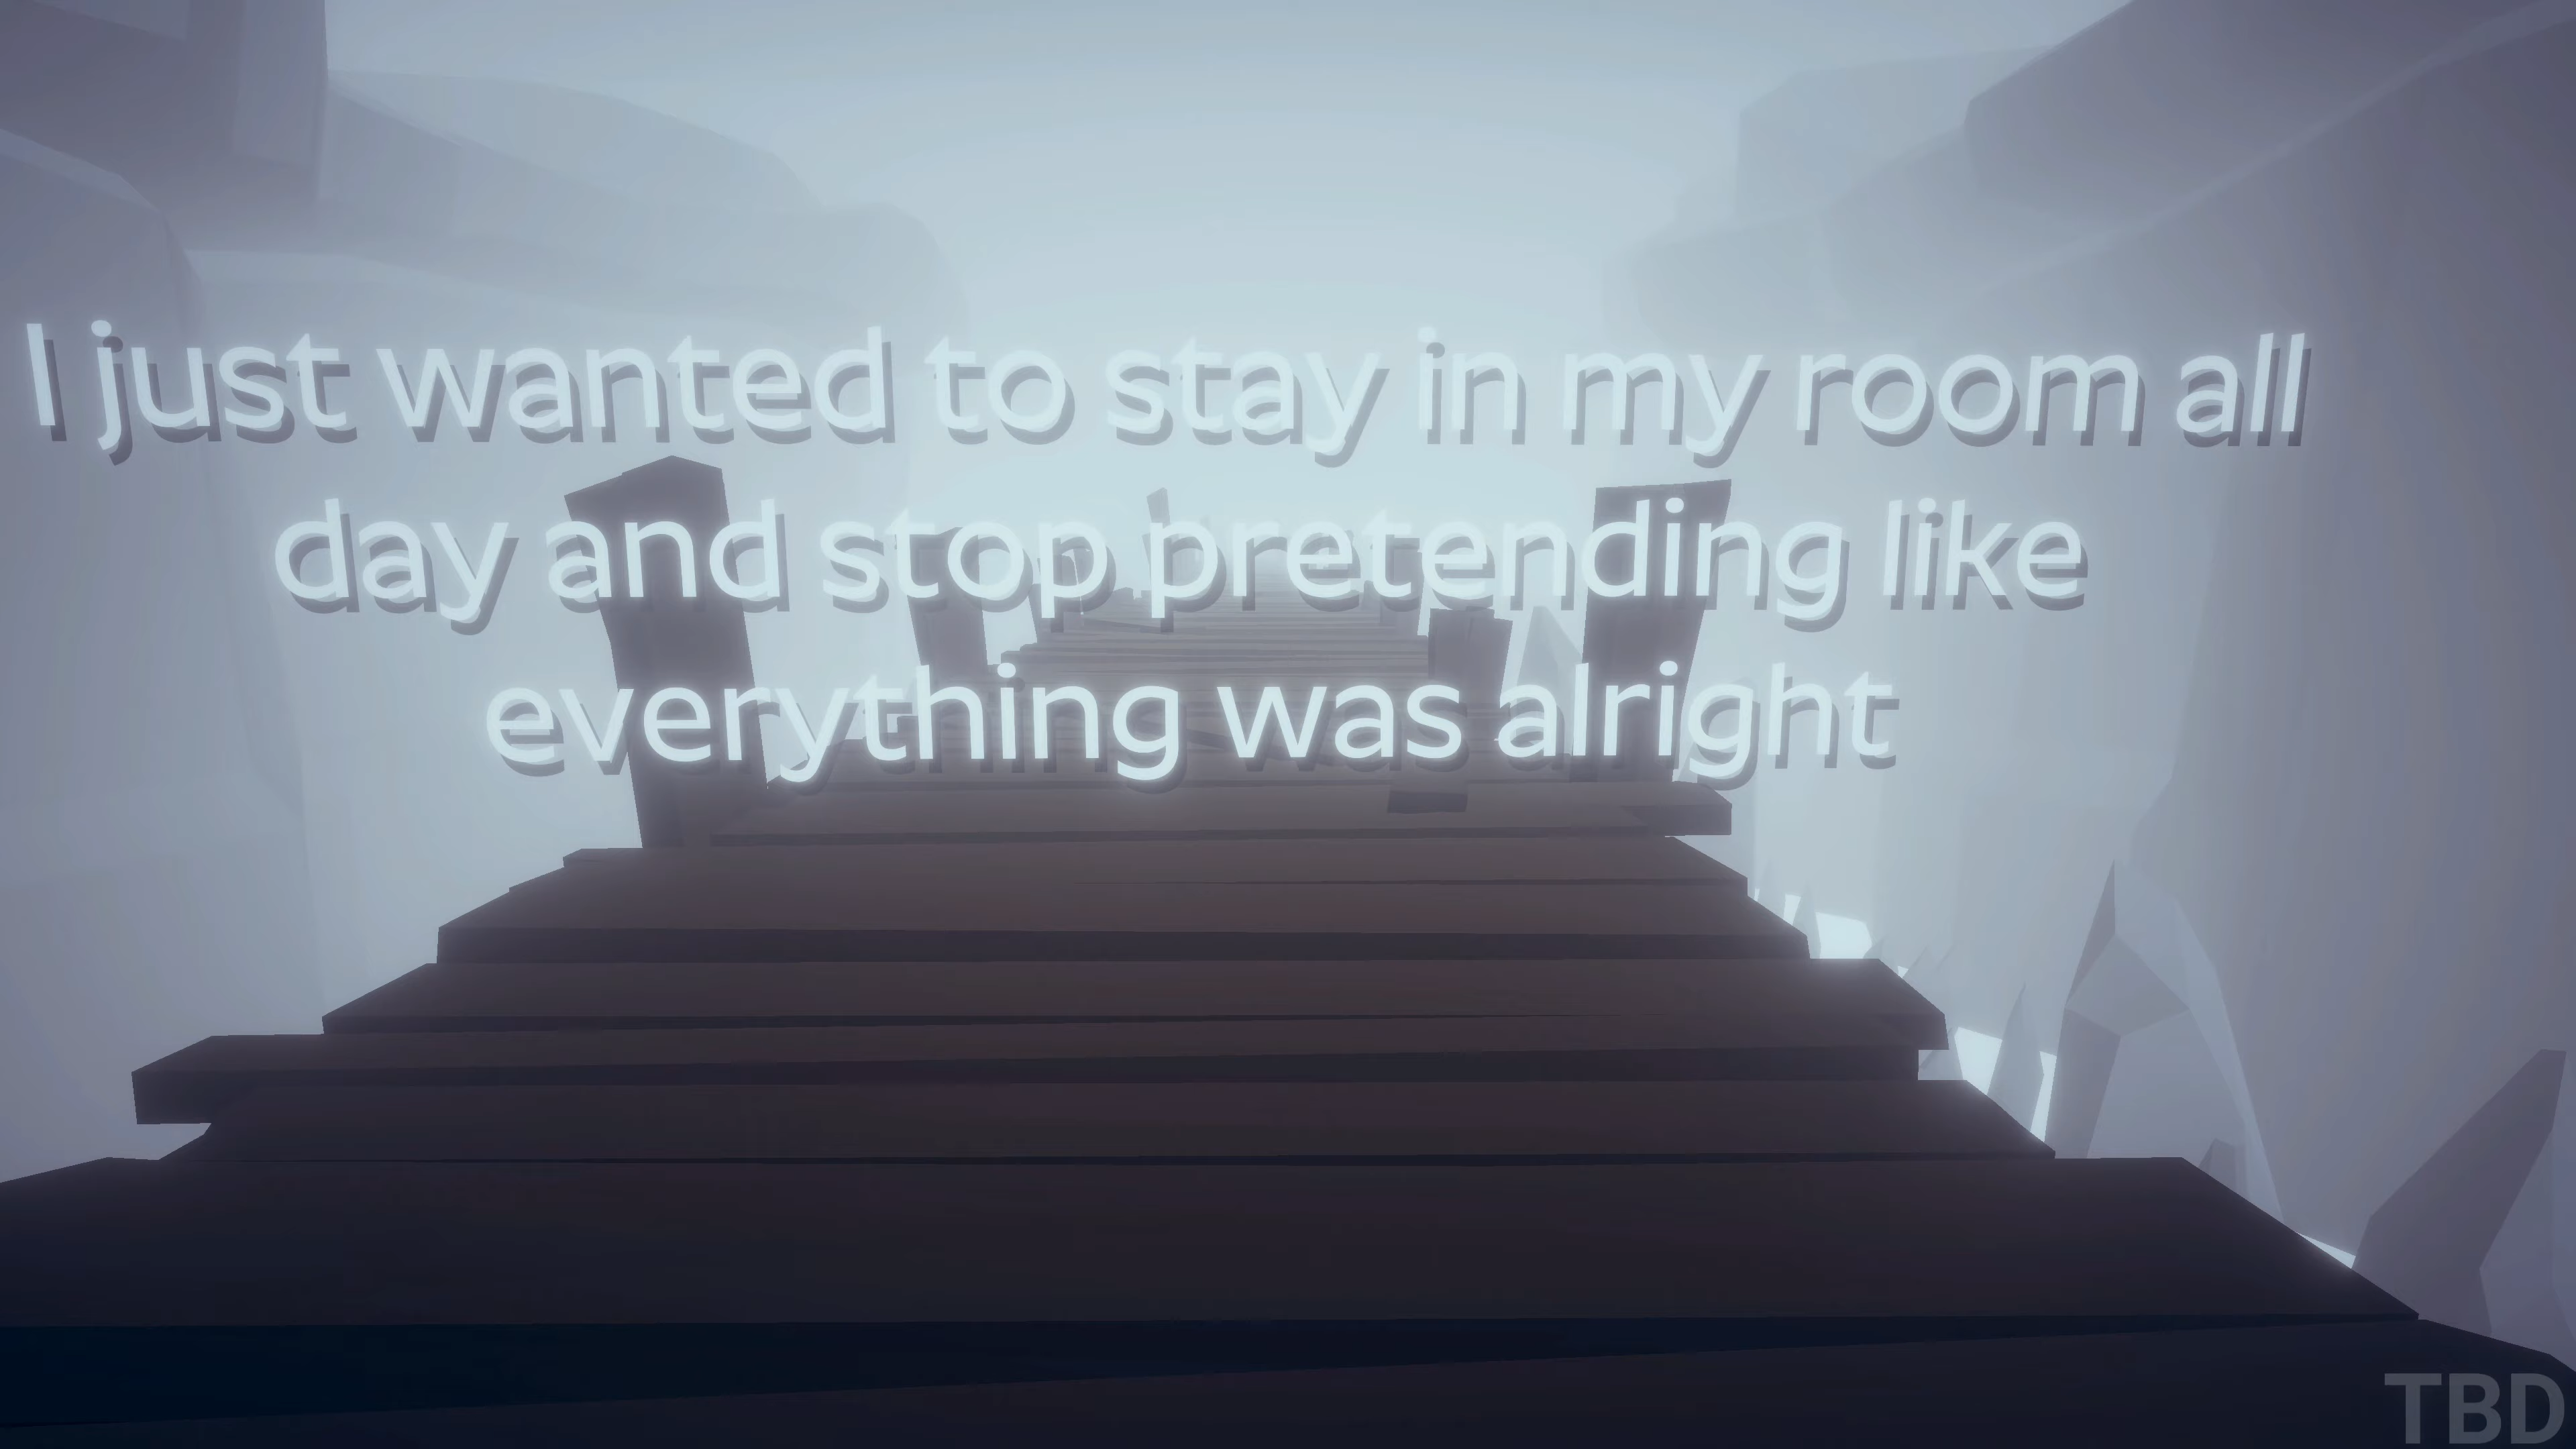 I just wanted to stay in my room all
day and stop pretending like
everything was alright
TBD